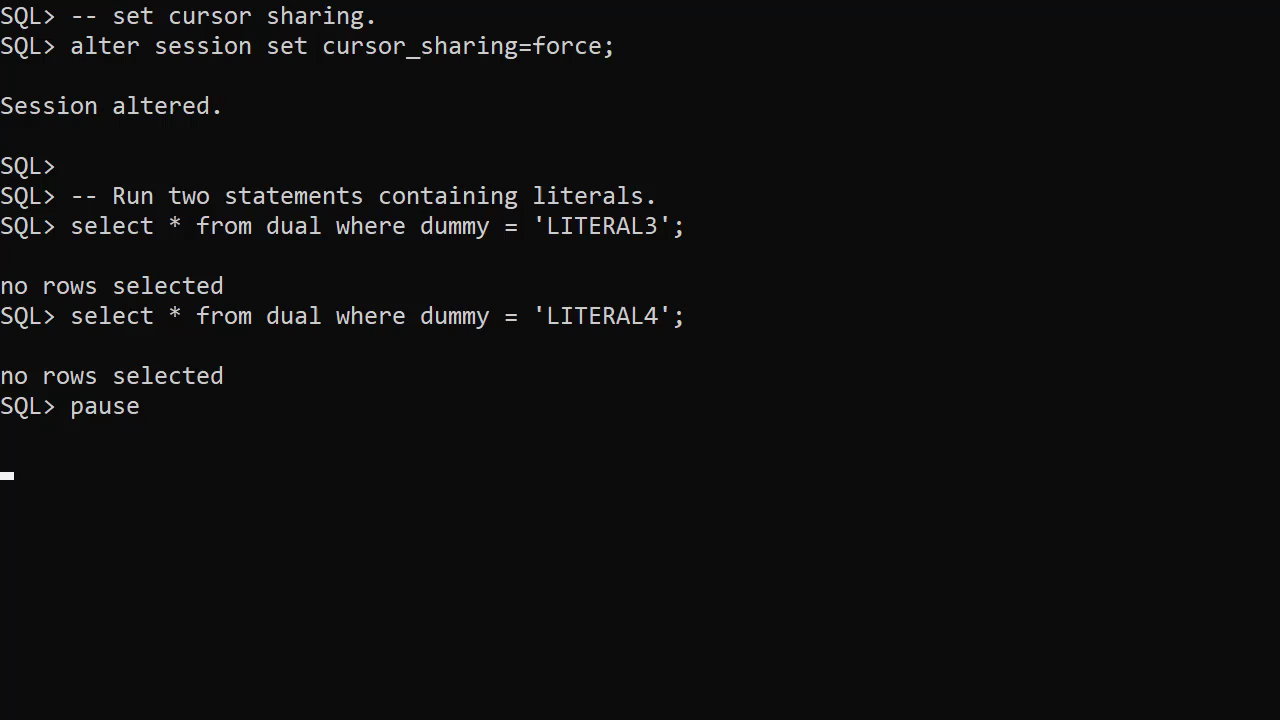 SQL> -- set cursor sharing.
SQL> alter session set cursor_sharing=force;
Session altered.
SQL>
SQL> -- Run two statements containing literals.
SQL> select * from dual where dummy = 'LITERAL3';
no rows selected
SQL> select * from dual where dummy = 'LITERAL4';
no rows selected
SQL> pause